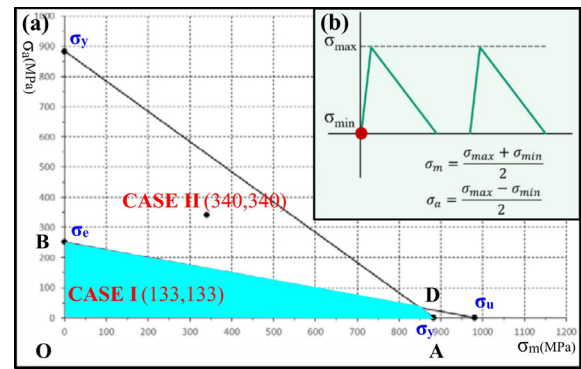 (a)
σa(MPa)
1000
900
800
700
600
500
400
300
200
100
0
σy
CASE II (340,340)
B
σe
CASE I (133,133)
D
σu
σy
0 100 200 300 400 500 600 700 800 900 1000 1100 1200
O
A
σm(MPa)
(b)
σmax
σmin
σm = (σmax + σmin)/2
σa = (σmax − σmin)/2